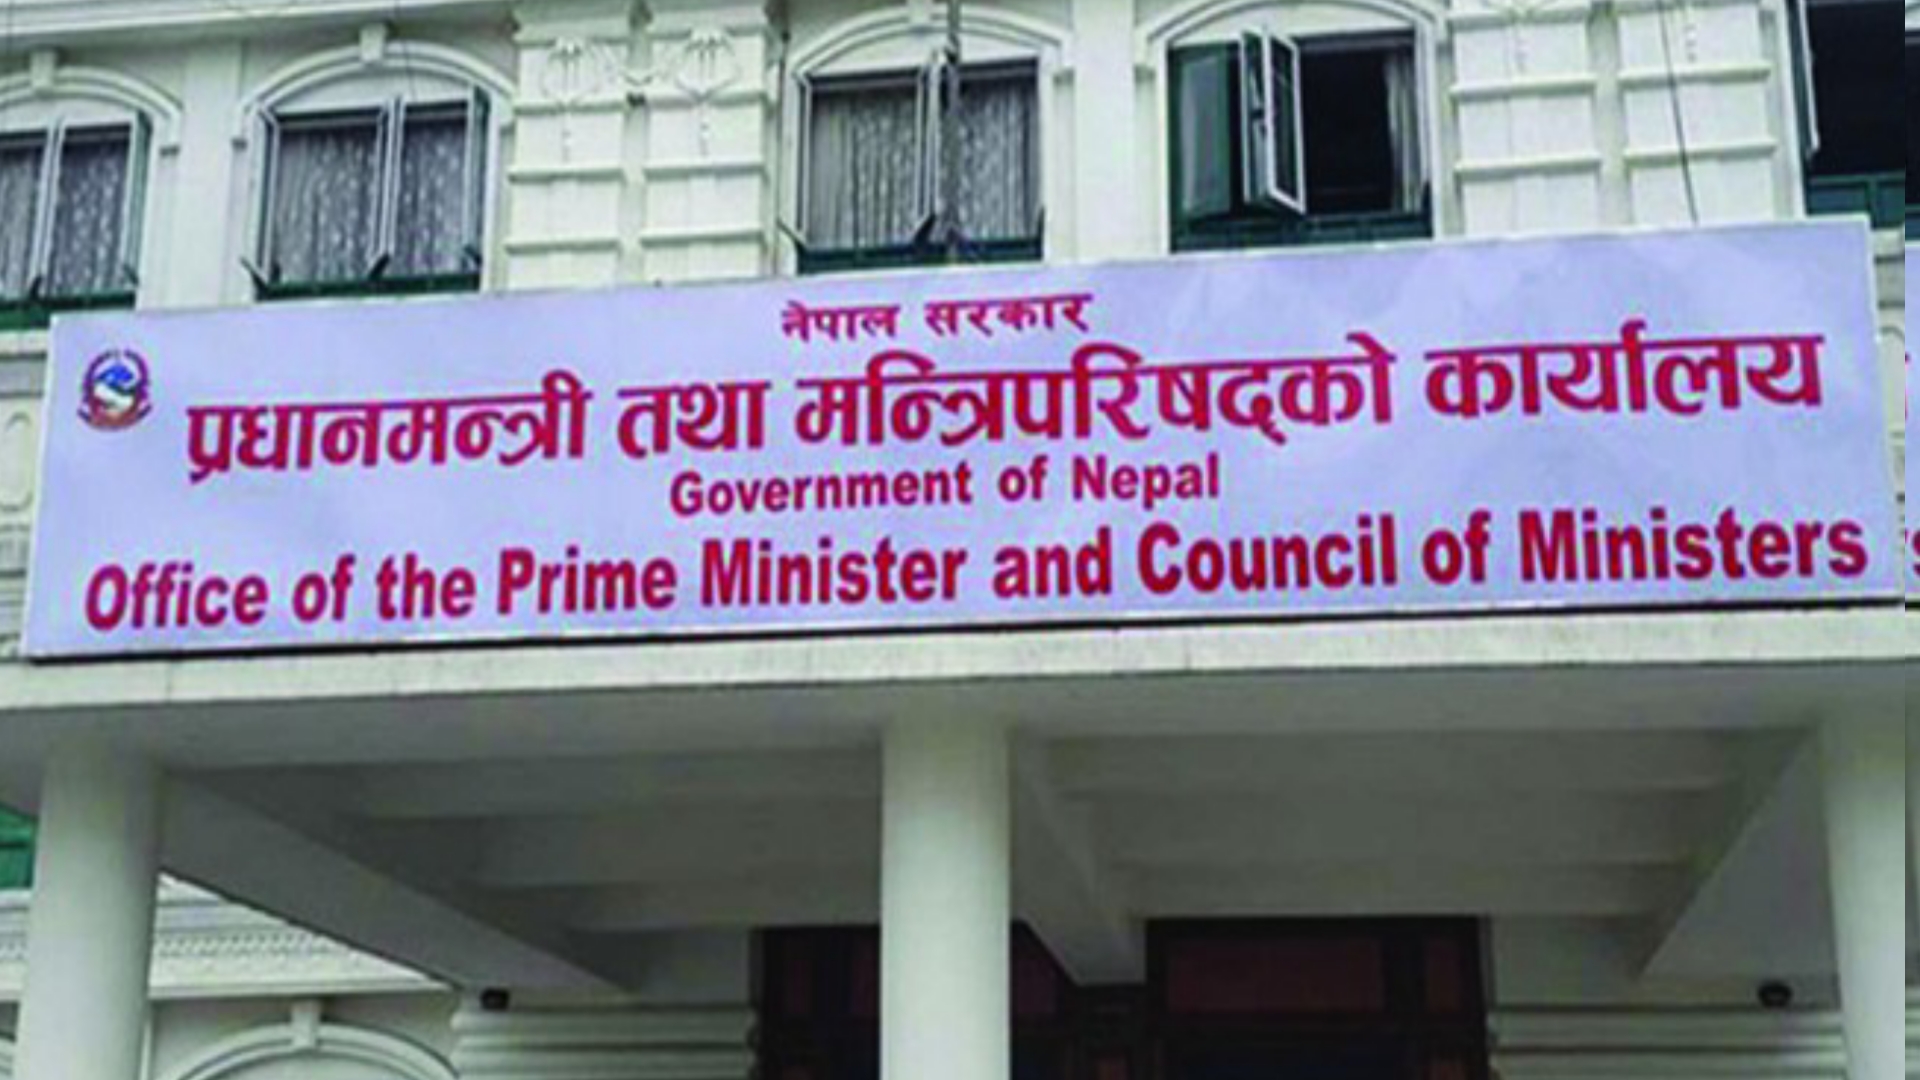 नेपाल सरकार
प्रधानमन्त्री तथा मन्त्रिपरिषद्को कार्यालय
Government of Nepal
Office of the Prime Minister and Council of Ministers